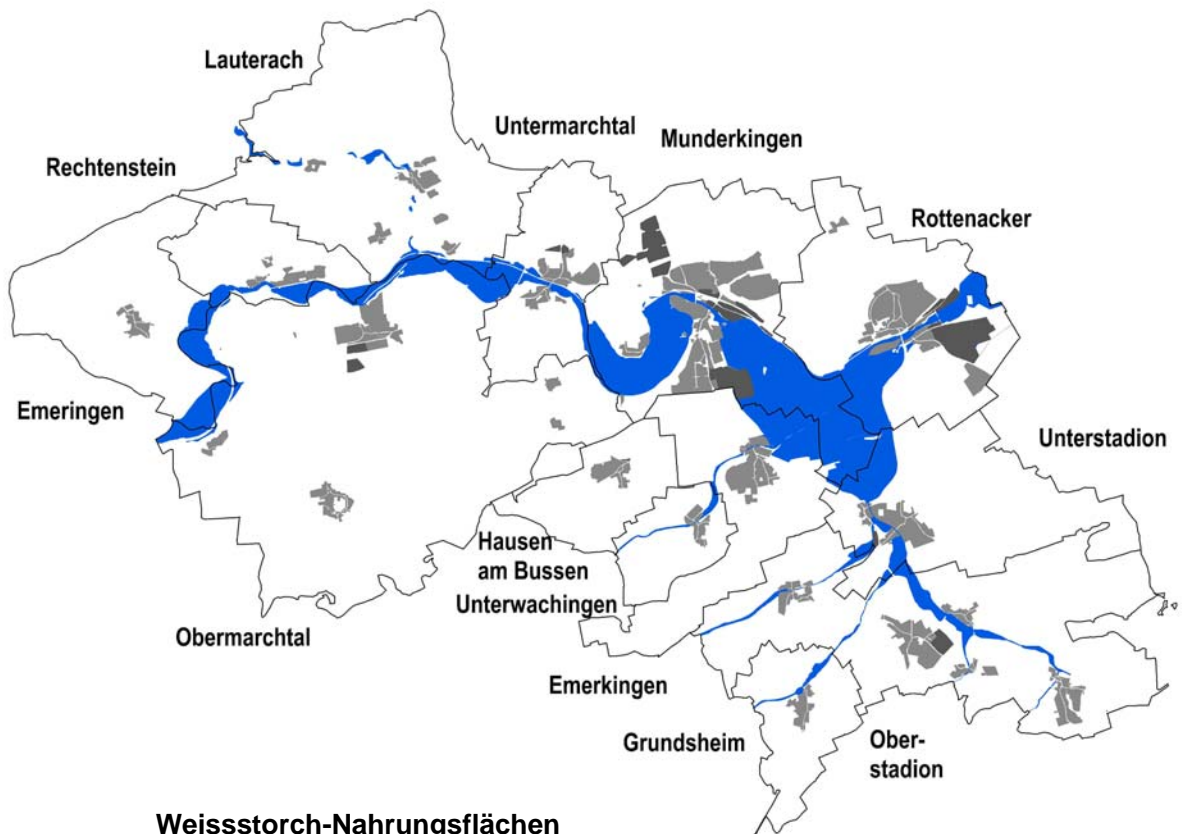 Lauterach
Untermarchtal
Munderkingen
Rechtenstein
Rottenacker
Emeringen
Unterstadion
Hausen
am Bussen
Unterwachingen
Obermarchtal
Emerkingen
Grundsheim
Ober-
stadion
Weissstorch-Nahrungsflächen